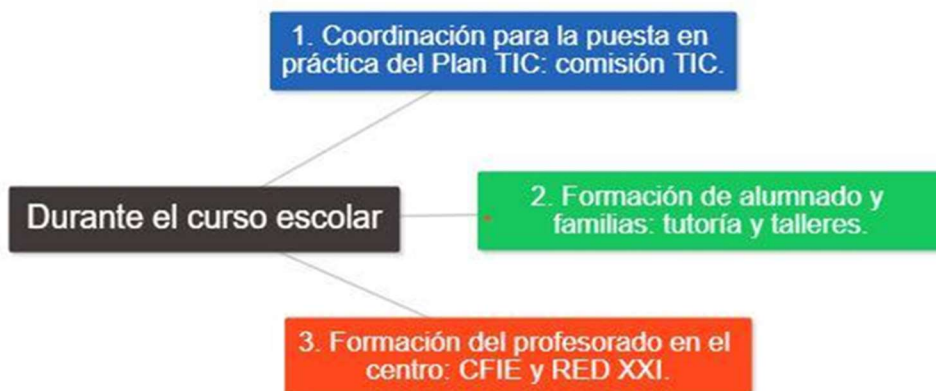 1. Coordinación para la puesta en
práctica del Plan TIC: comisión TIC.
Durante el curso escolar
2. Formación de alumnado y
familias: tutoría y talleres.
3. Formación del profesorado en el
centro: CFIE y RED XXI.